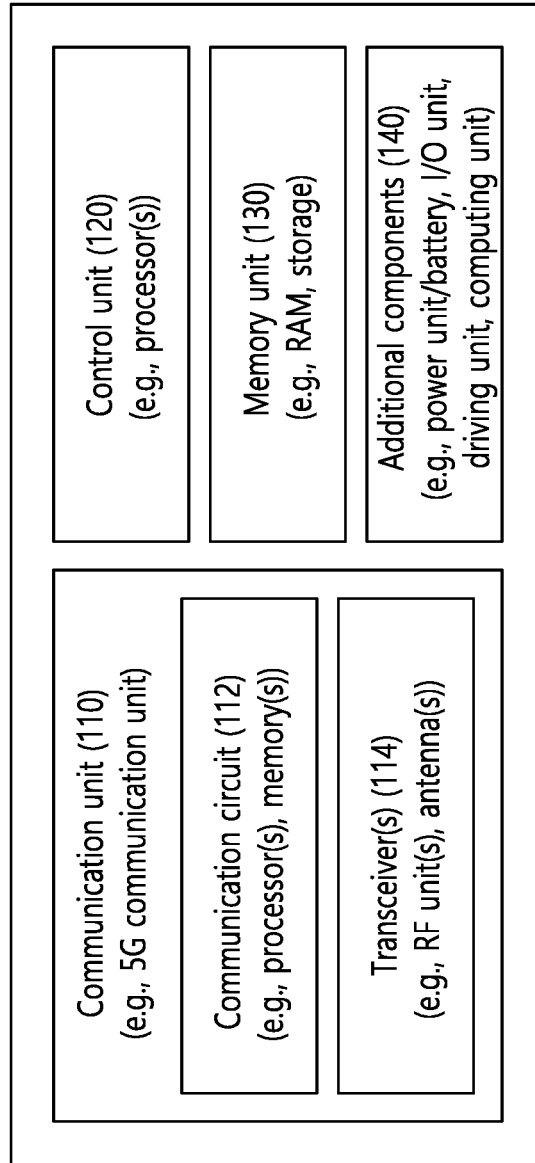 Communication unit (110)
(e.g., 5G communication unit)
Communication circuit (112)
(e.g., processor(s), memory(s))
Transceiver(s) (114)
(e.g., RF unit(s), antenna(s))
Control unit (120)
(e.g., processor(s))
Memory unit (130)
(e.g., RAM, storage)
Additional components (140)
(e.g., power unit/battery, I/O unit,
driving unit, computing unit)